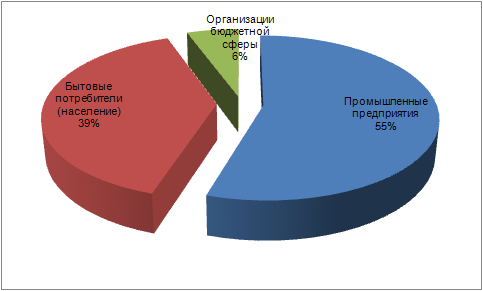 Организации
бюджетной
сферы
6%
Бытовые
потребители
(население)
39%
Промышленные
предприятия
55%